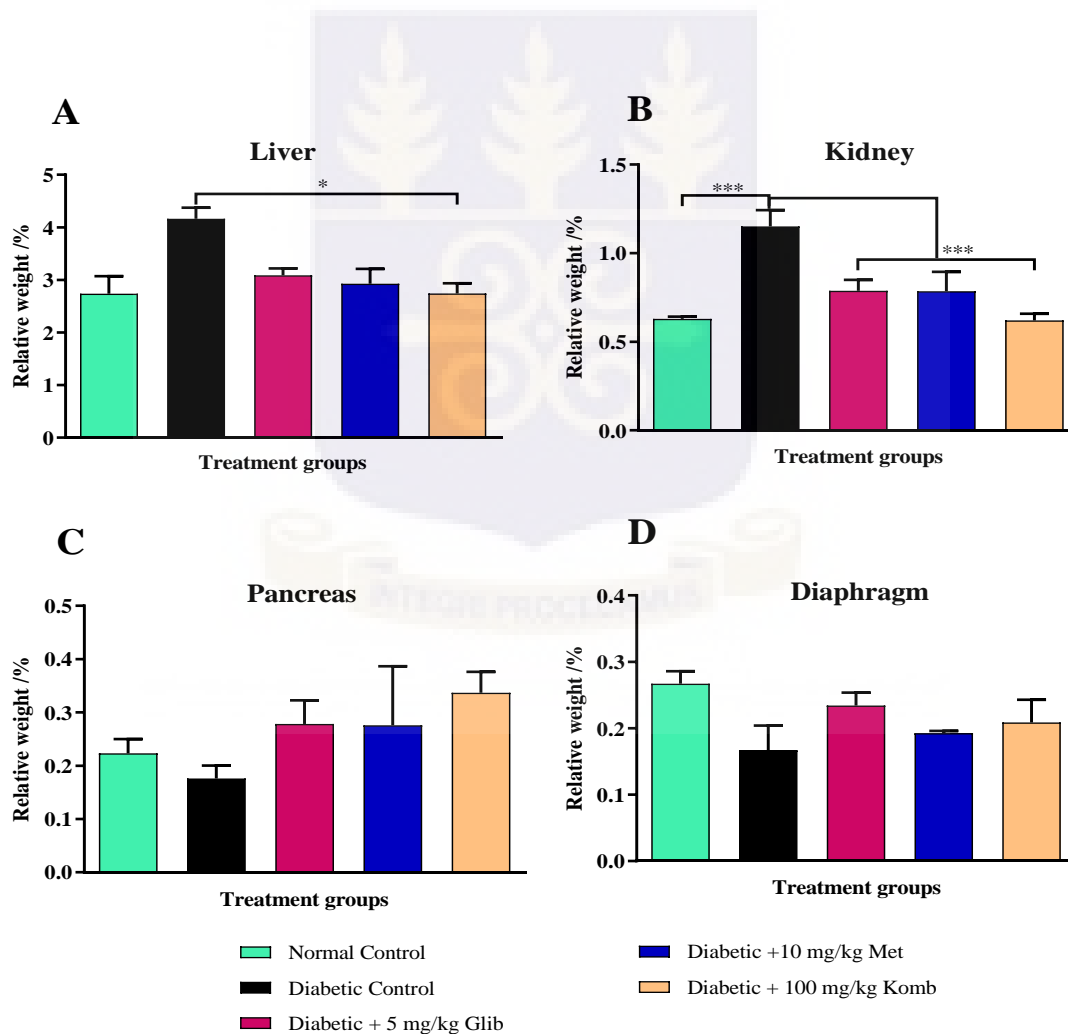 A
Liver
*
5
4
3
2
1
0
Relative weight /%
Treatment groups
B
Kidney
***
***
1.5
1.0
0.5
0.0
Relative weight /%
Treatment groups
C
Pancreas
0.5
0.4
0.3
0.2
0.1
0.0
Relative weight /%
Treatment groups
D
Diaphragm
0.4
0.3
0.2
0.1
0.0
Relative weight /%
Treatment groups
INTEGRI PROCEDAMUS
Normal Control
Diabetic Control
Diabetic + 5 mg/kg Glib
Diabetic +10 mg/kg Met
Diabetic + 100 mg/kg Komb